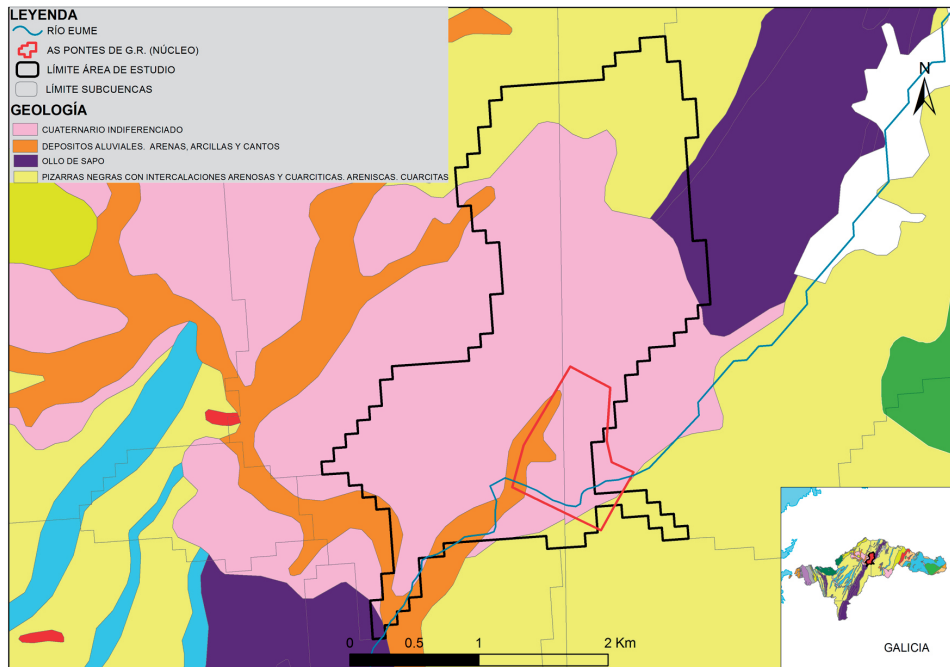 LEYENDA
RÍO EUME
AS PONTES DE G.R. (NÚCLEO)
LÍMITE ÁREA DE ESTUDIO
LÍMITE SUBCUENCAS
GEOLOGÍA
CUATERNARIO INDIFERENCIADO
DEPOSITOS ALUVIALES. ARENAS, ARCILLAS Y CANTOS
OLLO DE SAPO
PIZARRAS NEGRAS CON INTERCALACIONES ARENOSAS Y CUARCITICAS. ARENISCAS. CUARCITAS
N
0 0.5 1 2 Km
GALICIA